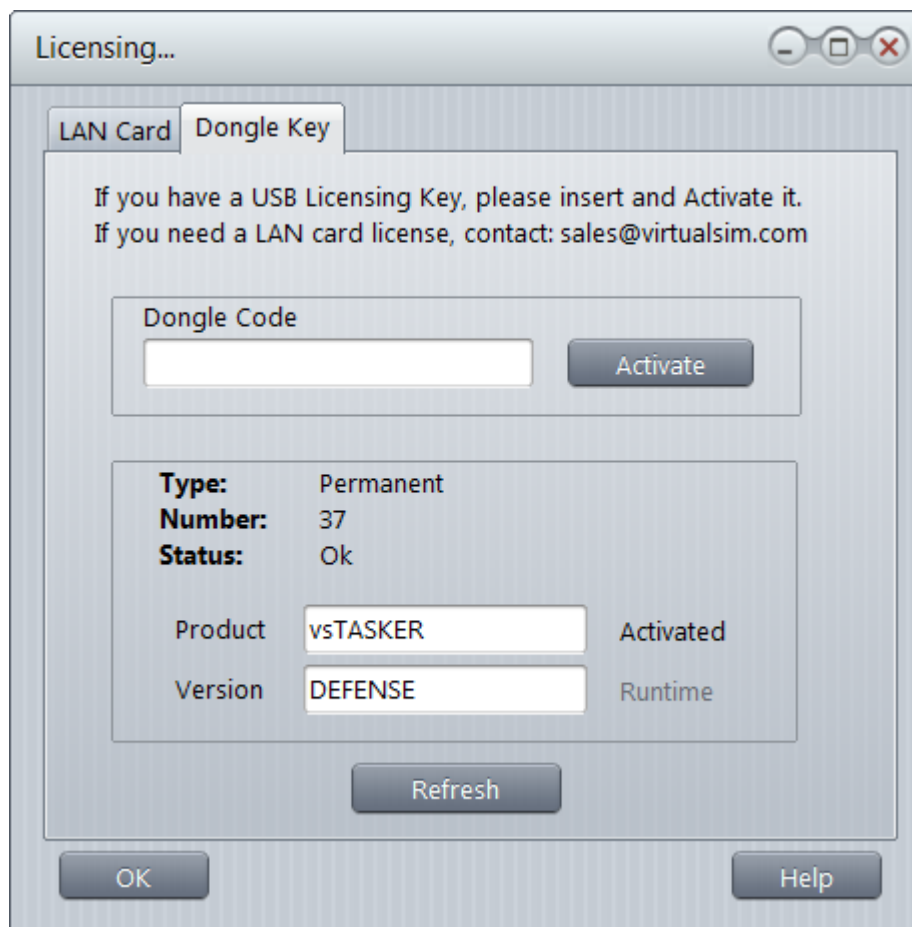 Licensing...
LAN Card Dongle Key
If you have a USB Licensing Key, please insert and Activate it.
If you need a LAN card license, contact: sales@virtualsim.com
Dongle Code
Activate
Type: Permanent
Number: 37
Status: Ok
Product vsTASKER Activated
Version DEFENSE Runtime
Refresh
OK Help